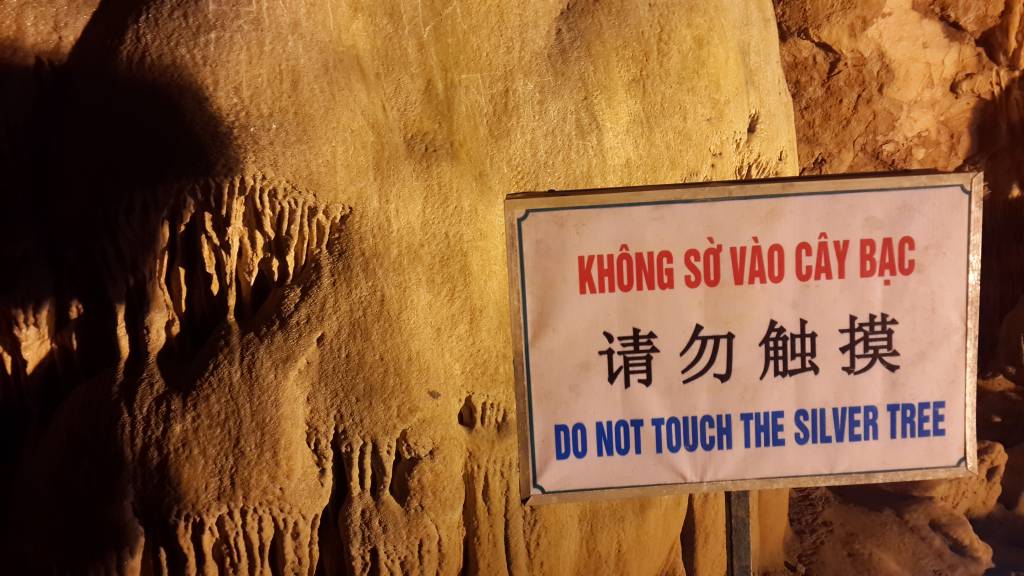 KHÔNG SỜ VÀO CÂY BẠC
请勿触摸
DO NOT TOUCH THE SILVER TREE